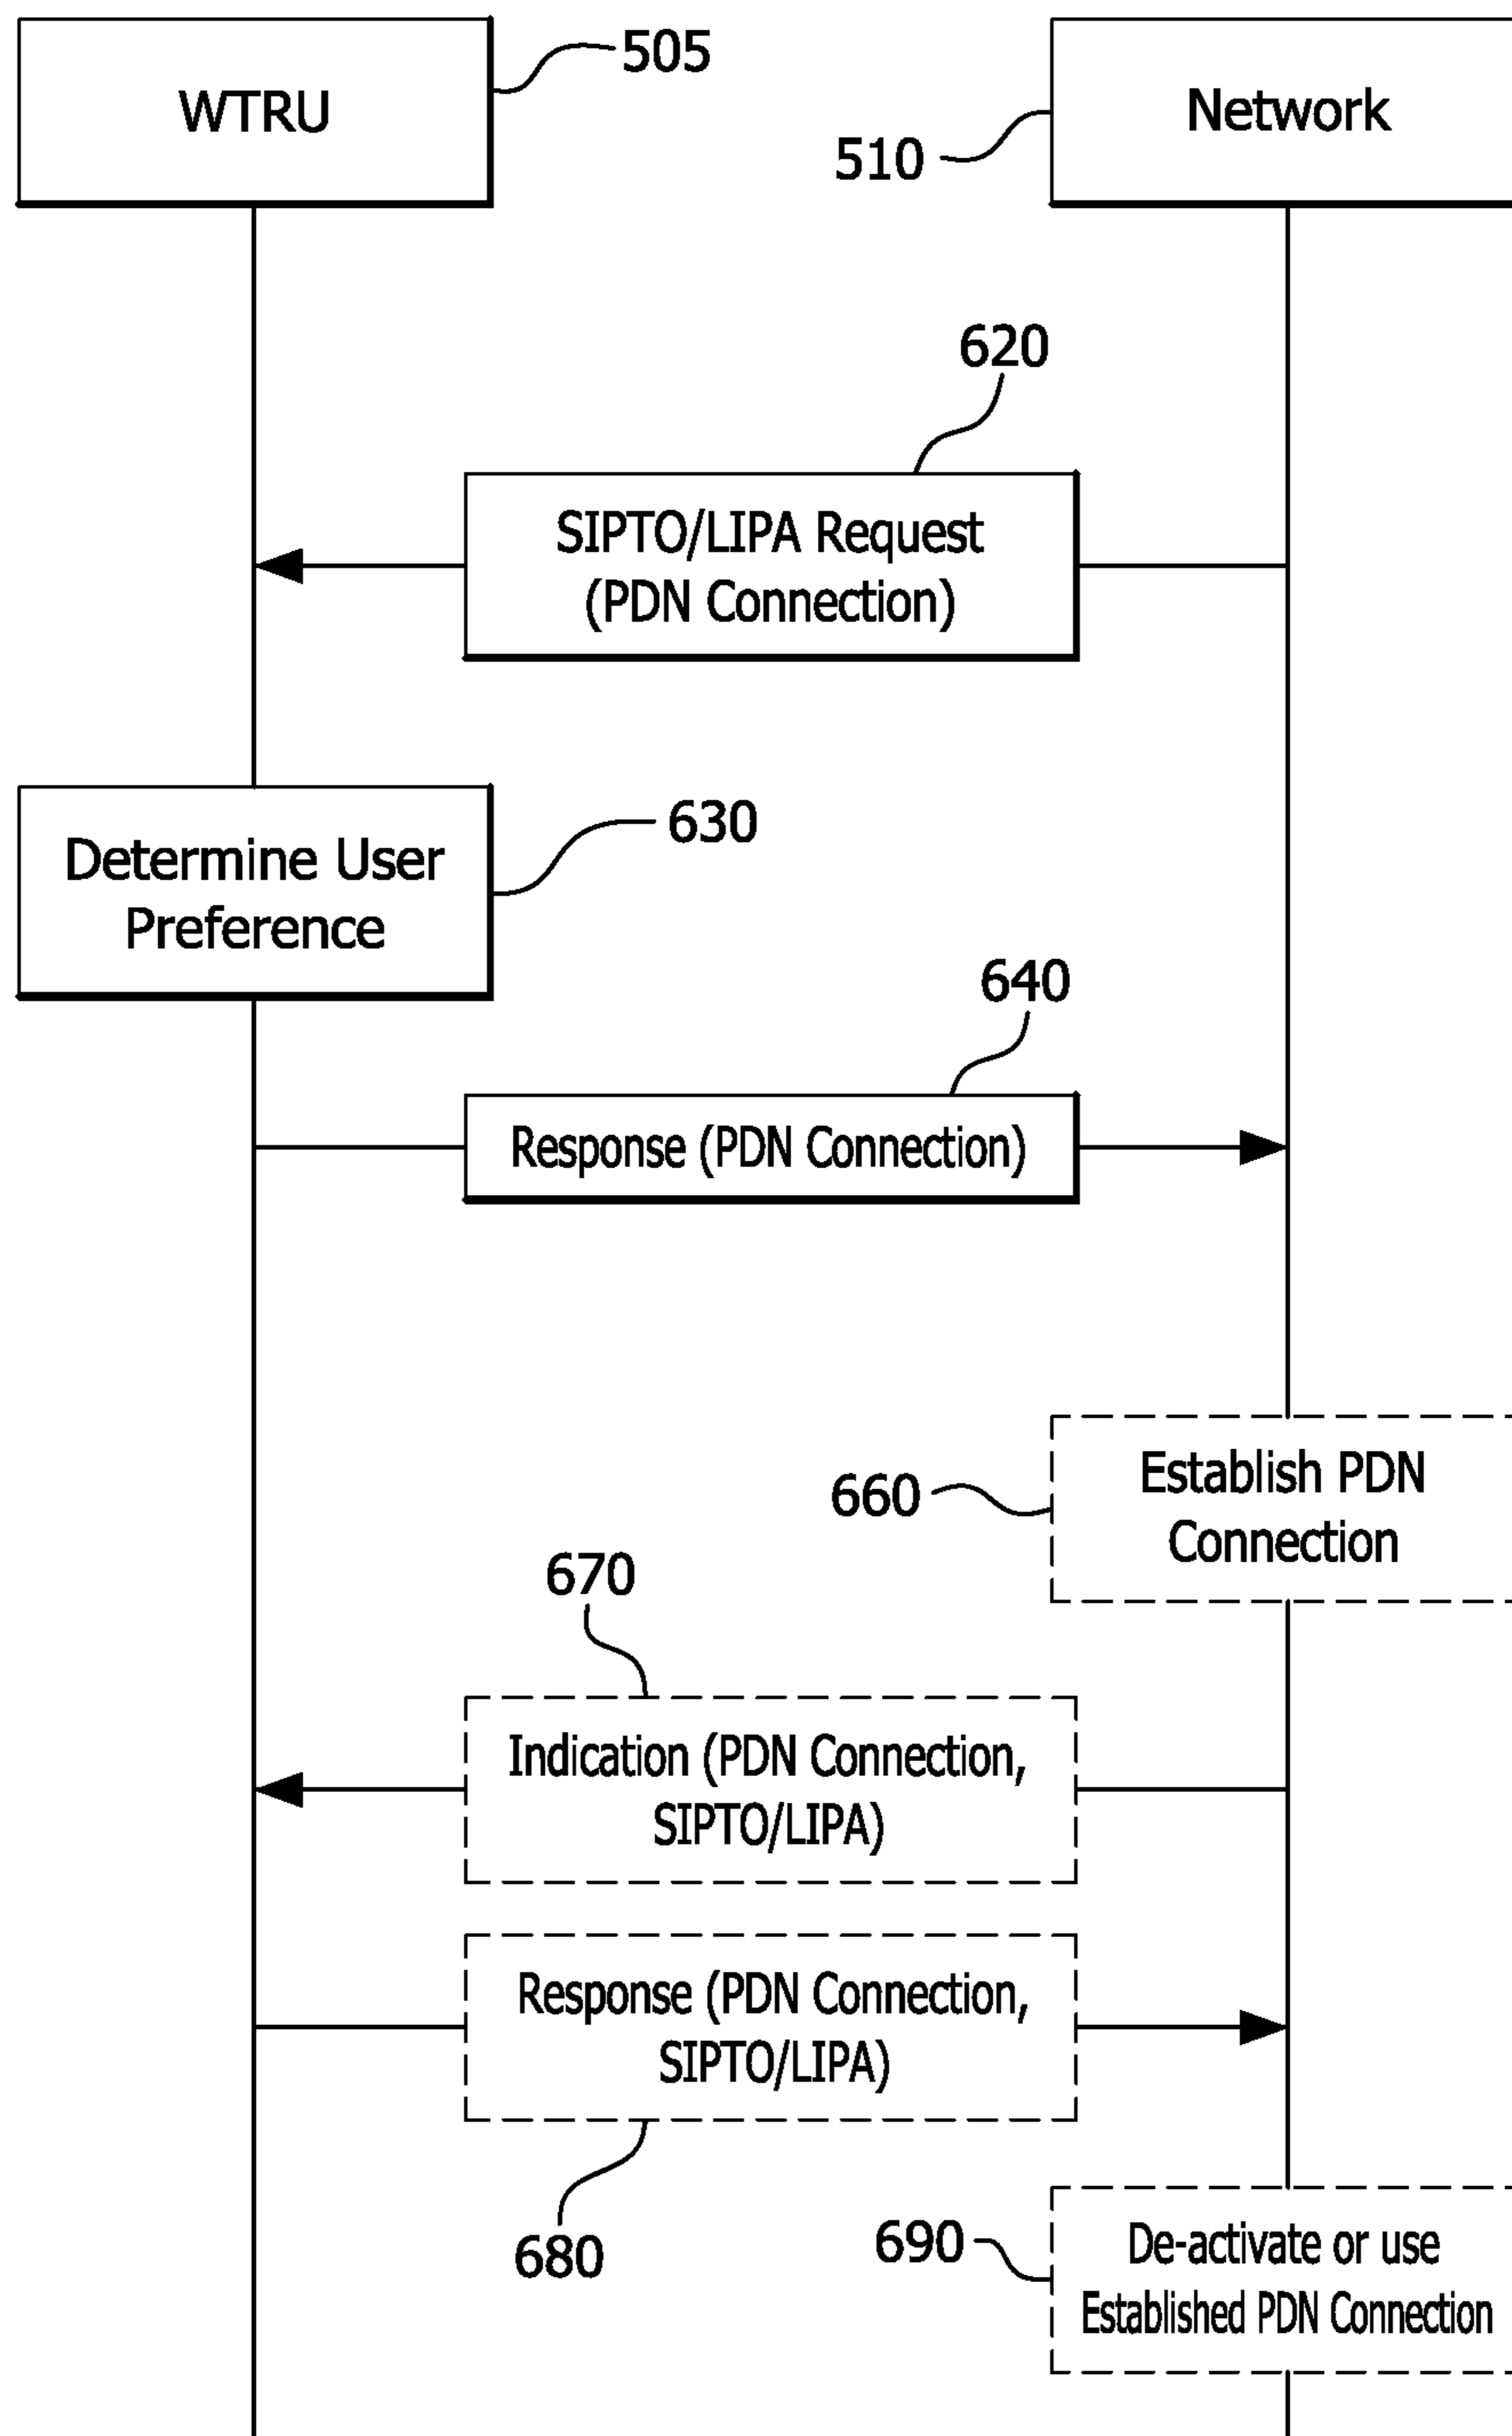 WTRU
505
Network
510
620
SIPTO/LIPA Request
(PDN Connection)
Determine User
Preference
630
640
Response (PDN Connection)
Establish PDN
Connection
660
670
Indication (PDN Connection,
SIPTO/LIPA)
Response (PDN Connection,
SIPTO/LIPA)
680
690
De-activate or use
Established PDN Connection